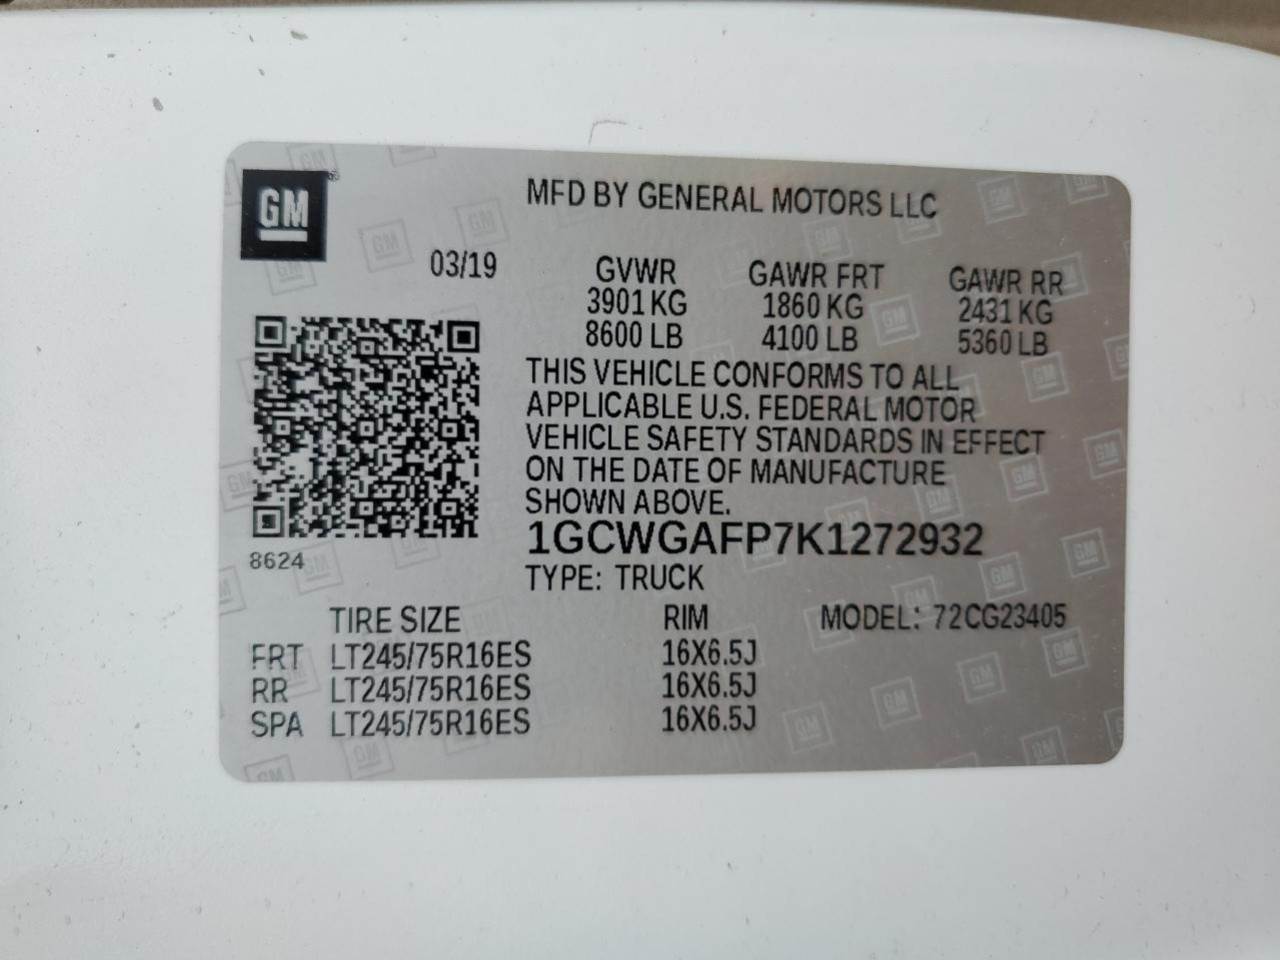 GM
MFD BY GENERAL MOTORS LLC
03/19 GVWR GAWR FRT GAWR RR
3901 KG 1860 KG 2431 KG
8600 LB 4100 LB 5360 LB
THIS VEHICLE CONFORMS TO ALL
APPLICABLE U.S. FEDERAL MOTOR
VEHICLE SAFETY STANDARDS IN EFFECT
ON THE DATE OF MANUFACTURE
SHOWN ABOVE.
1GCWGAFP7K1272932
8624
TYPE: TRUCK
TIRE SIZE RIM MODEL: 72CG23405
FRT LT245/75R16ES 16X6.5J
RR LT245/75R16ES 16X6.5J
SPA LT245/75R16ES 16X6.5J